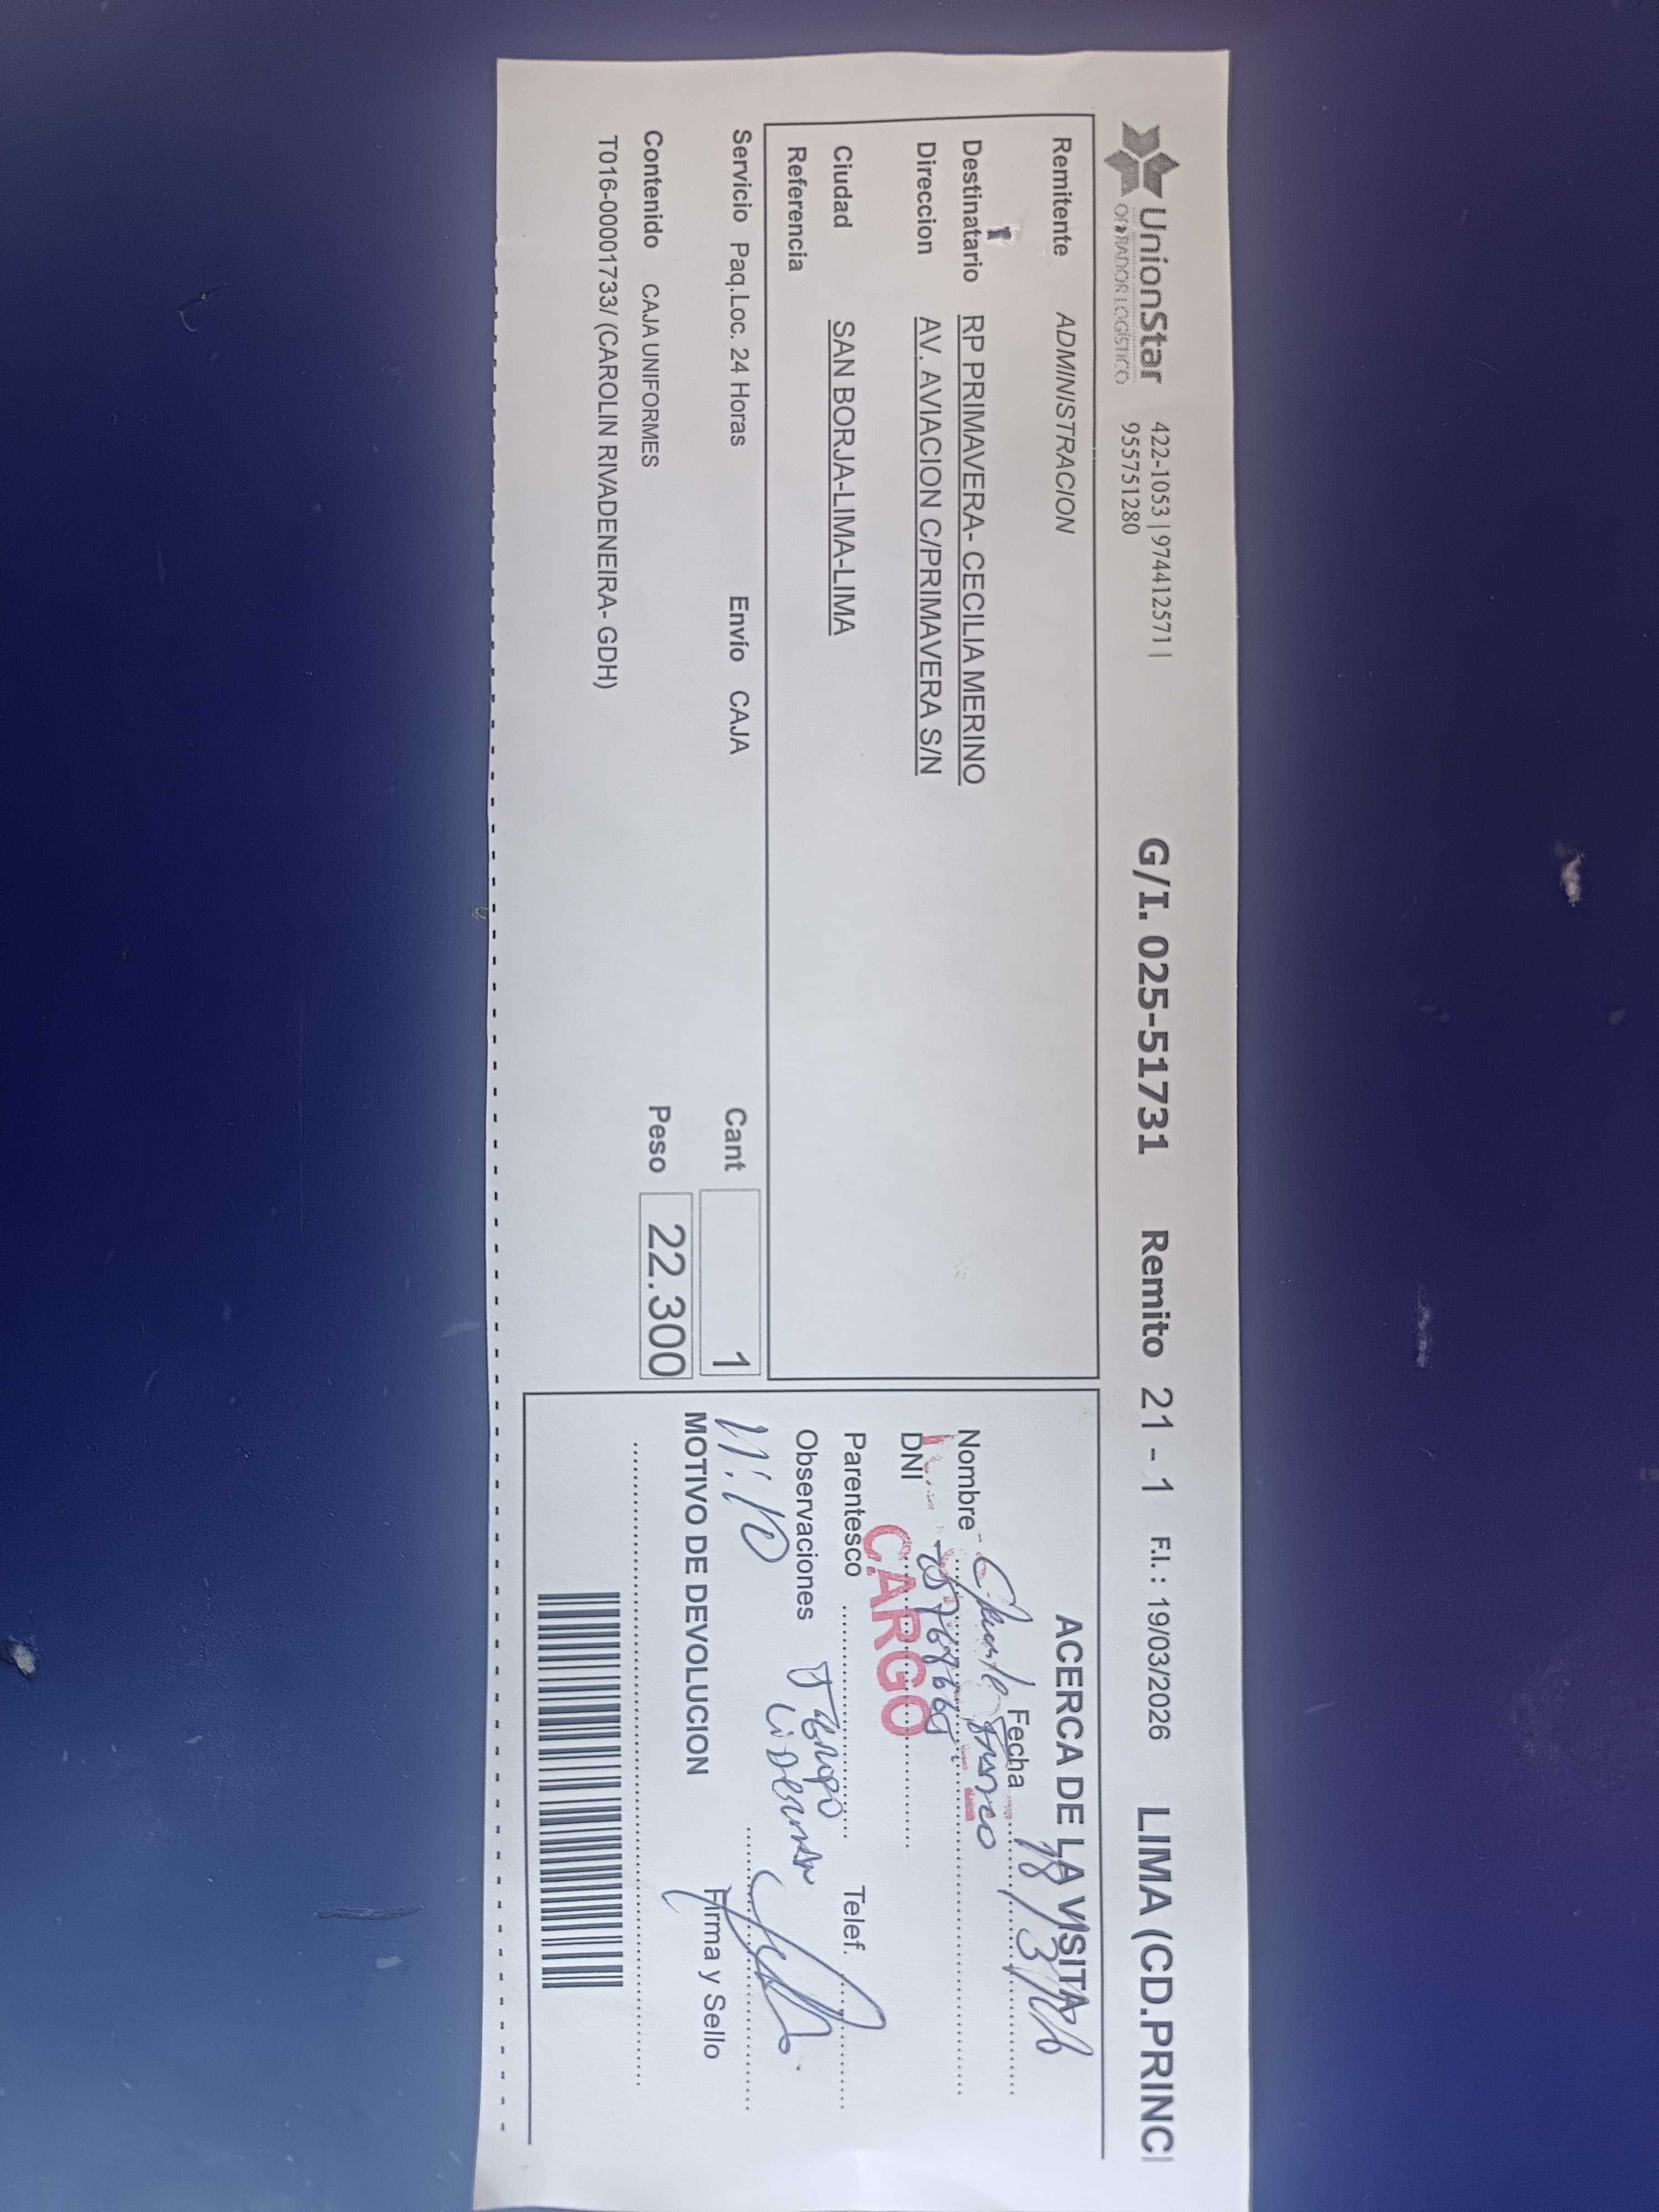 UnionStar 422-1053 | 974412571 | G/I. 025-51731 Remito 21 - 1 F.I. : 19/03/2026 LIMA (CD.PRINCI
OPERADOR LOGÍSTICO 955751280
Remitente ADMINISTRACION
Destinatario RP PRIMAVERA- CECILIA MERINO
Direccion AV. AVIACION C/PRIMAVERA S/N
Ciudad SAN BORJA-LIMA-LIMA
Referencia
Servicio Paq.Loc. 24 Horas Envío CAJA Cant 1
Contenido CAJA UNIFORMES Peso 22.300
T016-00001733/ (CAROLIN RIVADENEIRA- GDH)
ACERCA DE LA VISITA
Fecha
Nombre Franco
DNI
CARGO
Parentesco Telef.
Observaciones
11:10
Firma y Sello
MOTIVO DE DEVOLUCION